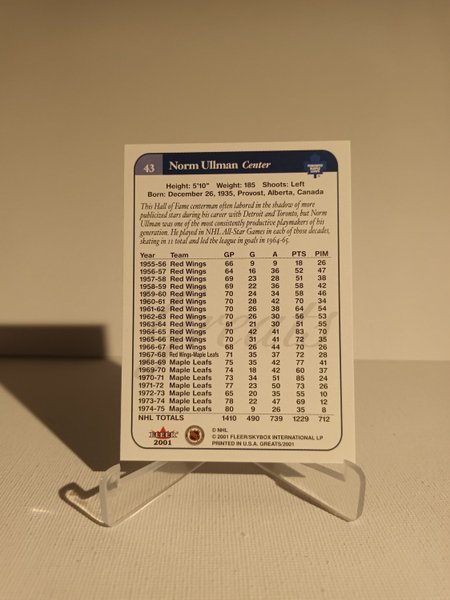 43 Norm Ullman Center
Height: 5'10" Weight: 185 Shoots: Left
Born: December 26, 1935, Provost, Alberta, Canada
This Hall of Fame centerman often labored in the shadow of more
publicized stars during his career with Detroit and Toronto, but Norm
Ullman was one of the most consistently productive playmakers of his
generation. He played in NHL All-Star Games in each of those decades,
skating in 11 total and led the league in goals in 1964-65.
Year Team GP G A PTS PIM
1955-56 Red Wings 66 9 9 18 26
1956-57 Red Wings 64 16 36 52 47
1957-58 Red Wings 69 23 28 51 38
1958-59 Red Wings 69 22 36 58 42
1959-60 Red Wings 70 24 34 58 46
1960-61 Red Wings 70 28 42 70 34
1961-62 Red Wings 70 26 38 64 54
1962-63 Red Wings 70 26 30 56 53
1963-64 Red Wings 61 21 30 51 55
1964-65 Red Wings 70 42 41 83 70
1965-66 Red Wings 70 31 41 72 35
1966-67 Red Wings 68 26 44 70 26
1967-68 Red Wings-Maple Leafs 71 35 37 72 28
1968-69 Maple Leafs 75 35 42 77 41
1969-70 Maple Leafs 74 18 42 60 37
1970-71 Maple Leafs 73 34 51 85 24
1971-72 Maple Leafs 77 23 50 73 26
1972-73 Maple Leafs 65 20 35 55 10
1973-74 Maple Leafs 78 22 47 69 12
1974-75 Maple Leafs 80 9 26 35 8
NHL TOTALS 1410 490 739 1229 712
FLEER
2001
© NHL
© 2001 FLEER/SKYBOX INTERNATIONAL LP
PRINTED IN U.S.A. GREATS/2001